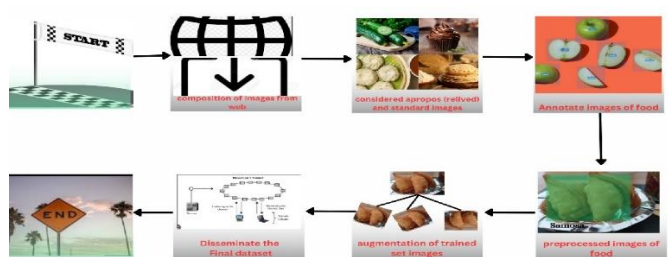 START
composition of images from
web
considered apropos (relived)
and standard images
Annotate images of food
Samosa
preprocessed images of
food
augmentation of trained
set images
Disseminate the
Final dataset
END